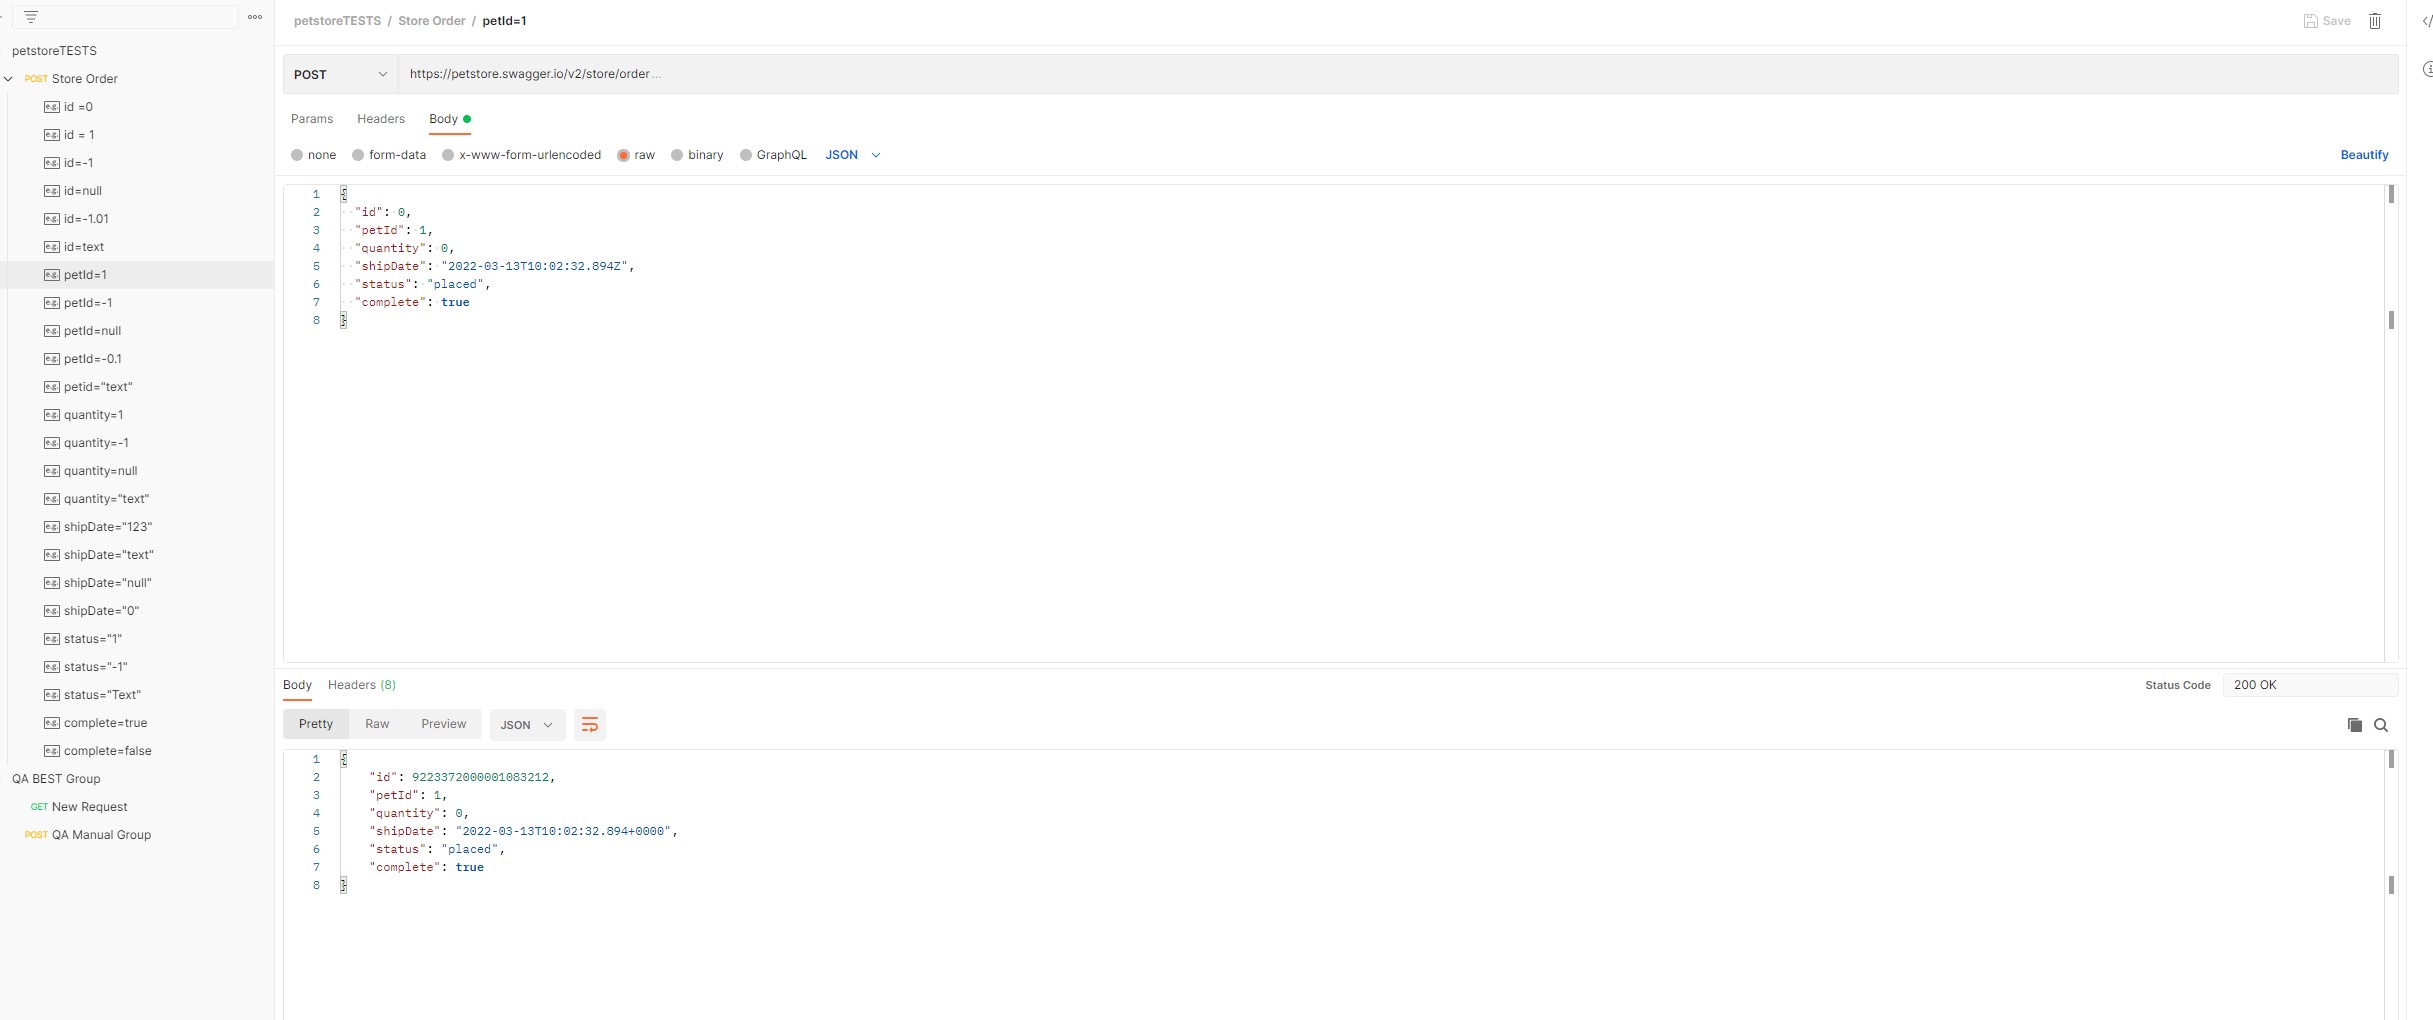 petstoreTESTS
POST Store Order
e.g. id =0
e.g. id = 1
e.g. id=-1
e.g. id=null
e.g. id=-1.01
e.g. id=text
e.g. petId=1
e.g. petId=-1
e.g. petId=null
e.g. petId=-0.1
e.g. petid="text"
e.g. quantity=1
e.g. quantity=-1
e.g. quantity=null
e.g. quantity="text"
e.g. shipDate="123"
e.g. shipDate="text"
e.g. shipDate="null"
e.g. shipDate="0"
e.g. status="1"
e.g. status="-1"
e.g. status="Text"
e.g. complete=true
e.g. complete=false
QA BEST Group
GET New Request
POST QA Manual Group
petstoreTESTS / Store Order / petId=1
Save
POST
https://petstore.swagger.io/v2/store/order ...
Params Headers Body
none form-data x-www-form-urlencoded raw binary GraphQL JSON
Beautify
1 {
2 "id": 0,
3 "petId": 1,
4 "quantity": 0,
5 "shipDate": "2022-03-13T10:02:32.894Z",
6 "status": "placed",
7 "complete": true
8 }
Body Headers (8)
Status Code 200 OK
Pretty Raw Preview JSON
1 {
2 "id": 9223372000001083212,
3 "petId": 1,
4 "quantity": 0,
5 "shipDate": "2022-03-13T10:02:32.894+0000",
6 "status": "placed",
7 "complete": true
8 }